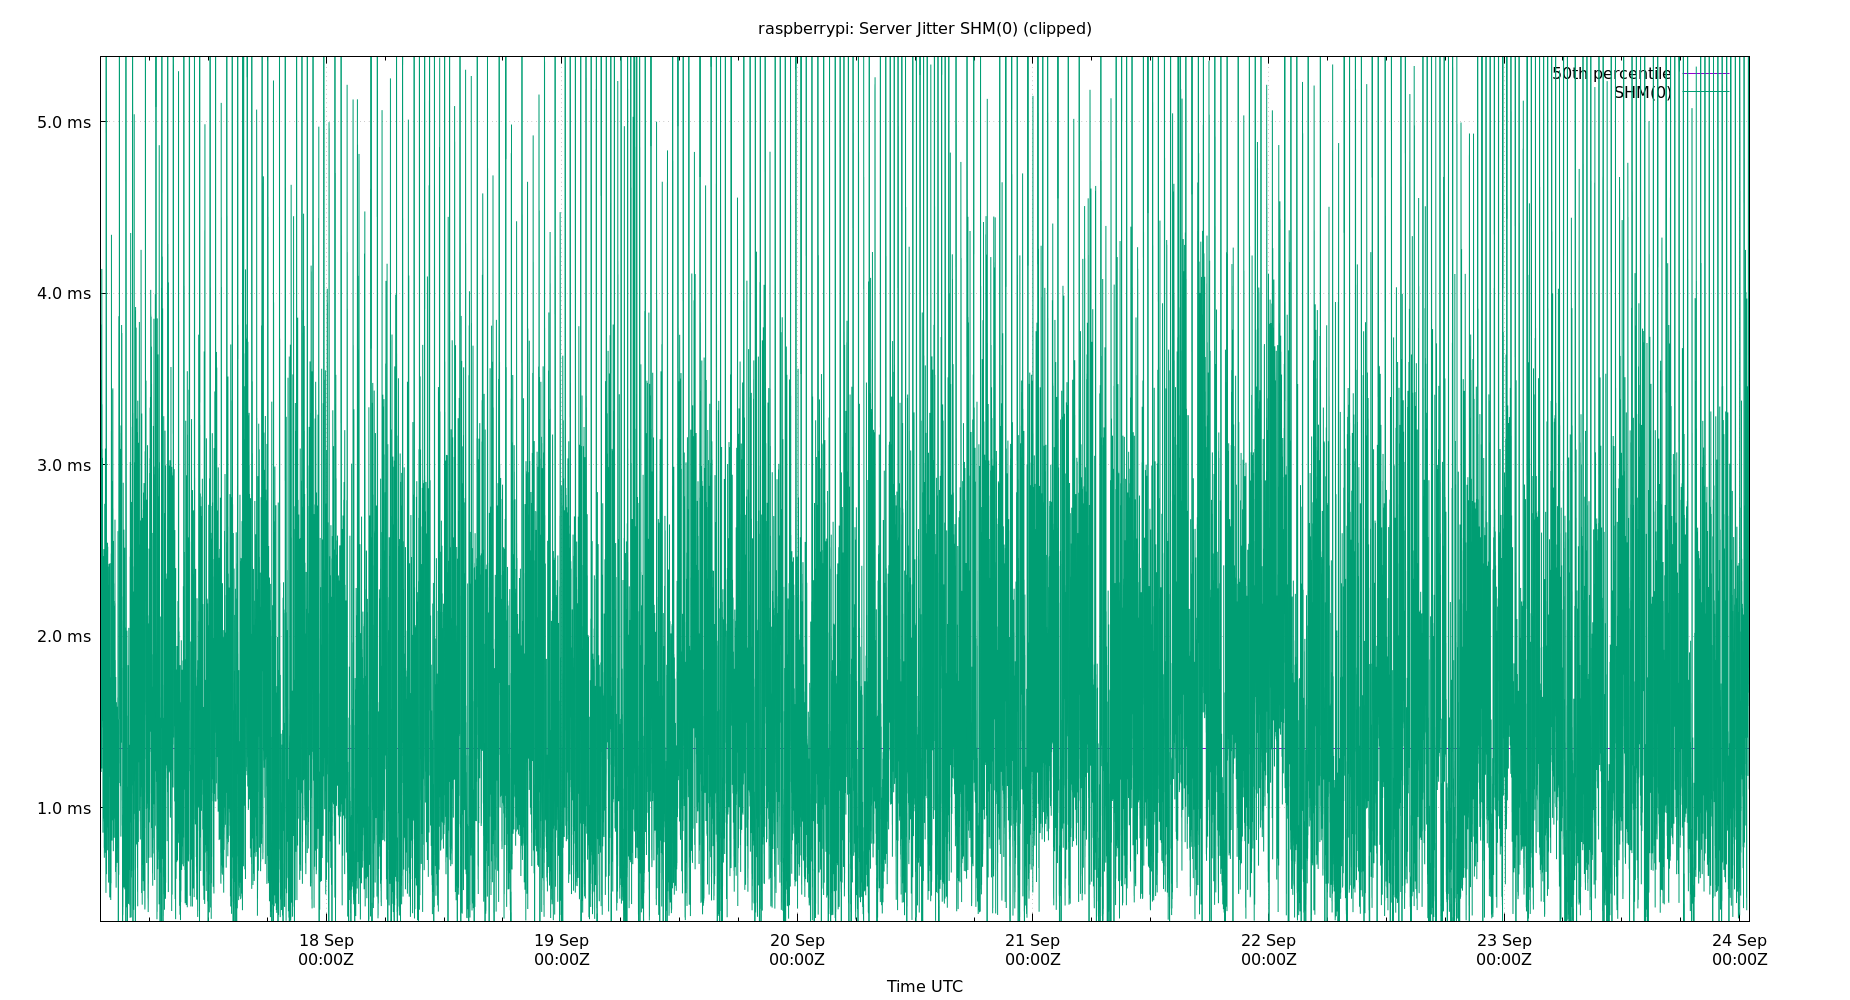 raspberrypi: Server Jitter SHM(0) (clipped)
50th percentile
SHM(0)
5.0 ms
4.0 ms
3.0 ms
2.0 ms
1.0 ms
18 Sep 19 Sep 20 Sep 21 Sep 22 Sep 23 Sep 24 Sep
00:00Z 00:00Z 00:00Z 00:00Z 00:00Z 00:00Z 00:00Z
Time UTC